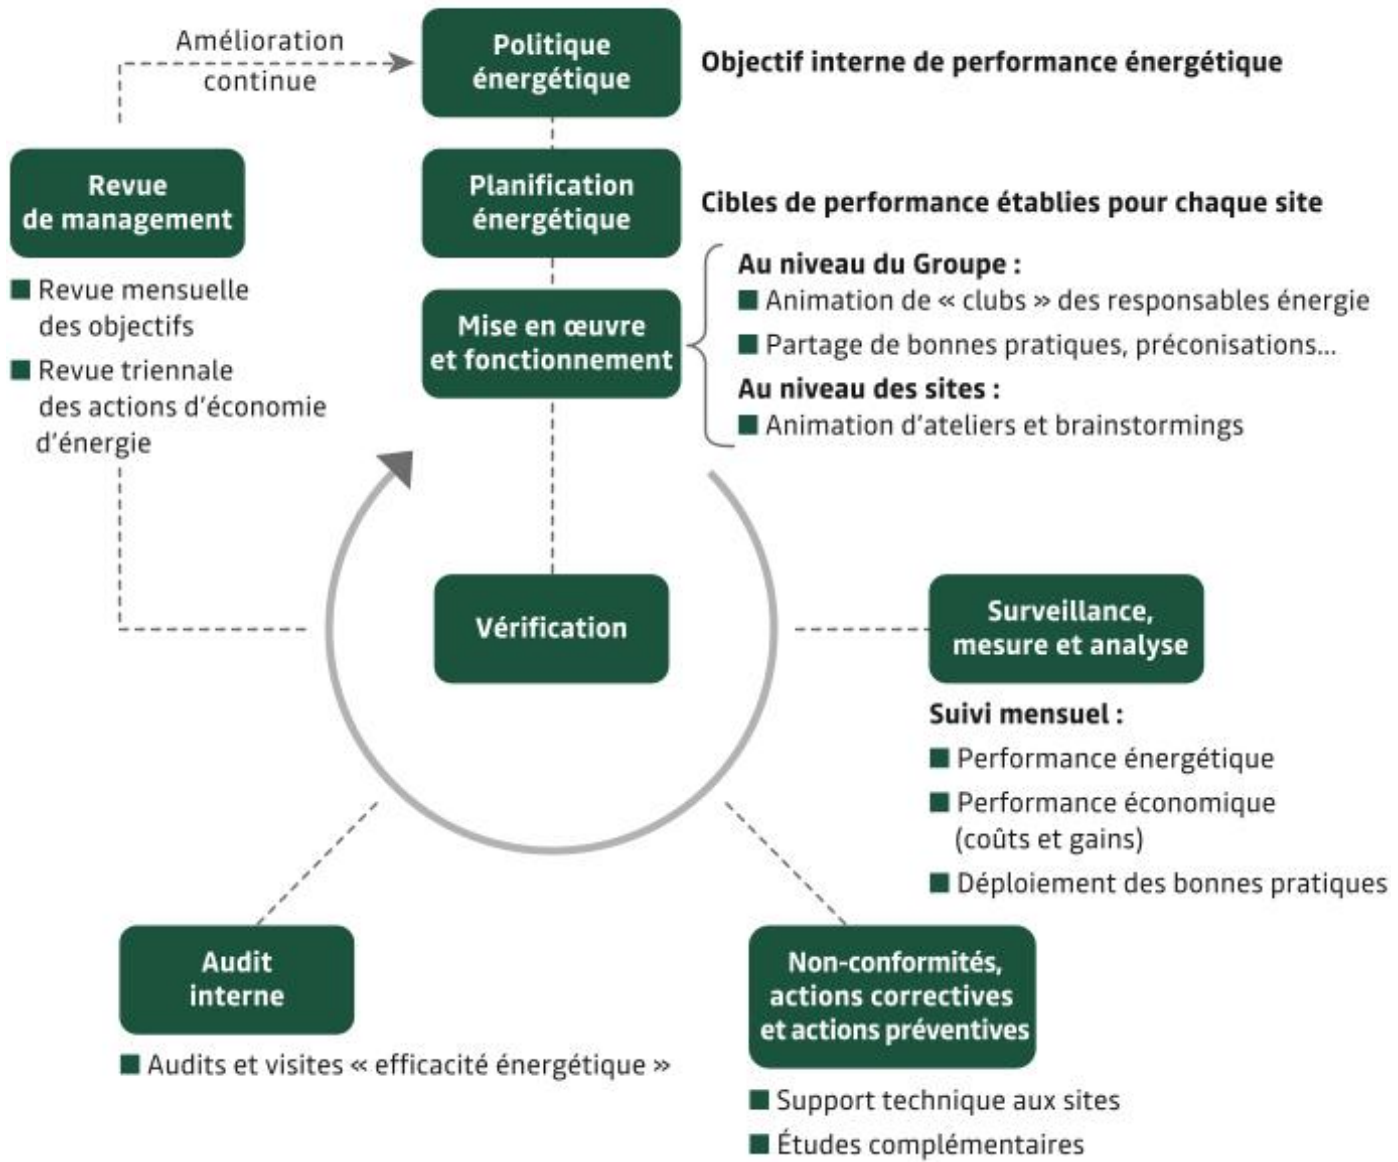 Amélioration
continue
Politique
énergétique
Objectif interne de performance énergétique
Revue
de management
■ Revue mensuelle
des objectifs
■ Revue triennale
des actions d’économie
d’énergie
Planification
énergétique
Cibles de performance établies pour chaque site
Mise en œuvre
et fonctionnement
Au niveau du Groupe :
■ Animation de « clubs » des responsables énergie
■ Partage de bonnes pratiques, préconisations...
Au niveau des sites :
■ Animation d’ateliers et brainstormings
Vérification
Surveillance,
mesure et analyse
Suivi mensuel :
■ Performance énergétique
■ Performance économique
(coûts et gains)
■ Déploiement des bonnes pratiques
Audit
interne
■ Audits et visites « efficacité énergétique »
Non-conformités,
actions correctives
et actions préventives
■ Support technique aux sites
■ Études complémentaires